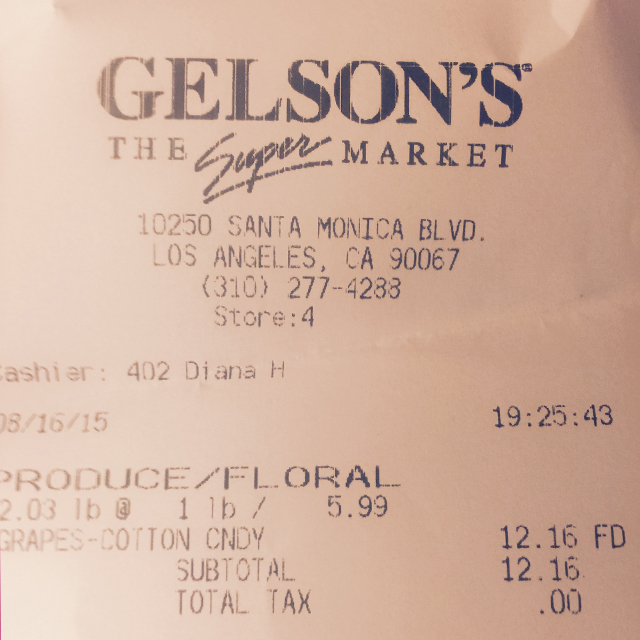 GELSON'S
THE Super MARKET
10250 SANTA MONICA BLVD.
LOS ANGELES, CA 90067
(310) 277-4288
Store:4
Cashier: 402 Diana H
08/16/15 19:25:43
PRODUCE/FLORAL
2.03 lb @ 1 lb / 5.99
GRAPES-COTTON CNDY 12.16 FD
SUBTOTAL 12.16
TOTAL TAX .00